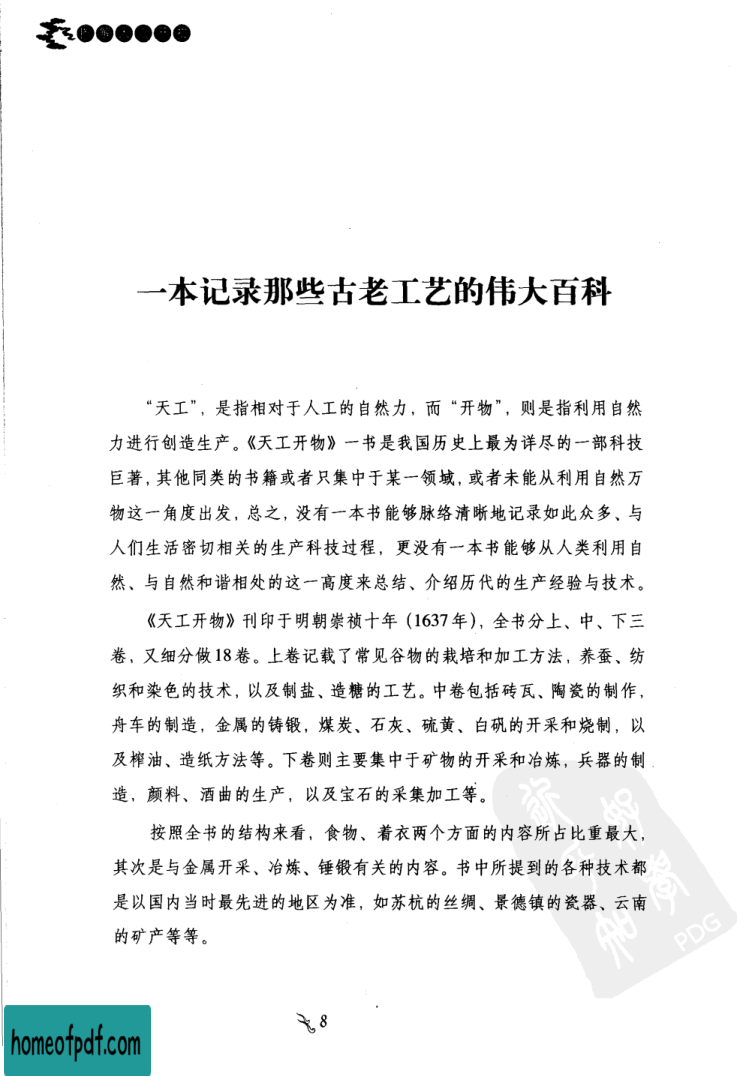 一本记录那些古老工艺的伟大百科
“天工”，是指相对于人工的自然力，而“开物”，则是指利用自然
力进行创造生产。《天工开物》一书是我国历史上最为详尽的一部科技
巨著，其他同类的书籍或者只集中于某一领域，或者未能从利用自然万
物这一角度出发，总之，没有一本书能够脉络清晰地记录如此众多、与
人们生活密切相关的生产科技过程，更没有一本书能够从人类利用自
然、与自然和谐相处的这一高度来总结、介绍历代的生产经验与技术。
《天工开物》刊印于明朝崇祯十年（1637年），全书分上、中、下三
卷，又细分做18卷。上卷记载了常见谷物的栽培和加工方法，养蚕、纺
织和染色的技术，以及制盐、造糖的工艺。中卷包括砖瓦、陶瓷的制作，
舟车的制造，金属的铸锻，煤炭、石灰、硫黄、白矾的开采和烧制，以
及榨油、造纸方法等。下卷则主要集中于矿物的开采和冶炼，兵器的制
造，颜料、酒曲的生产，以及宝石的采集加工等。
按照全书的结构来看，食物、着衣两个方面的内容所占比重最大，
其次是与金属开采、冶炼、锤锻有关的内容。书中所提到的各种技术都
是以国内当时最先进的地区为准，如苏杭的丝绸、景德镇的瓷器、云南
的矿产等等。
PDG
8
homeofpdf.com